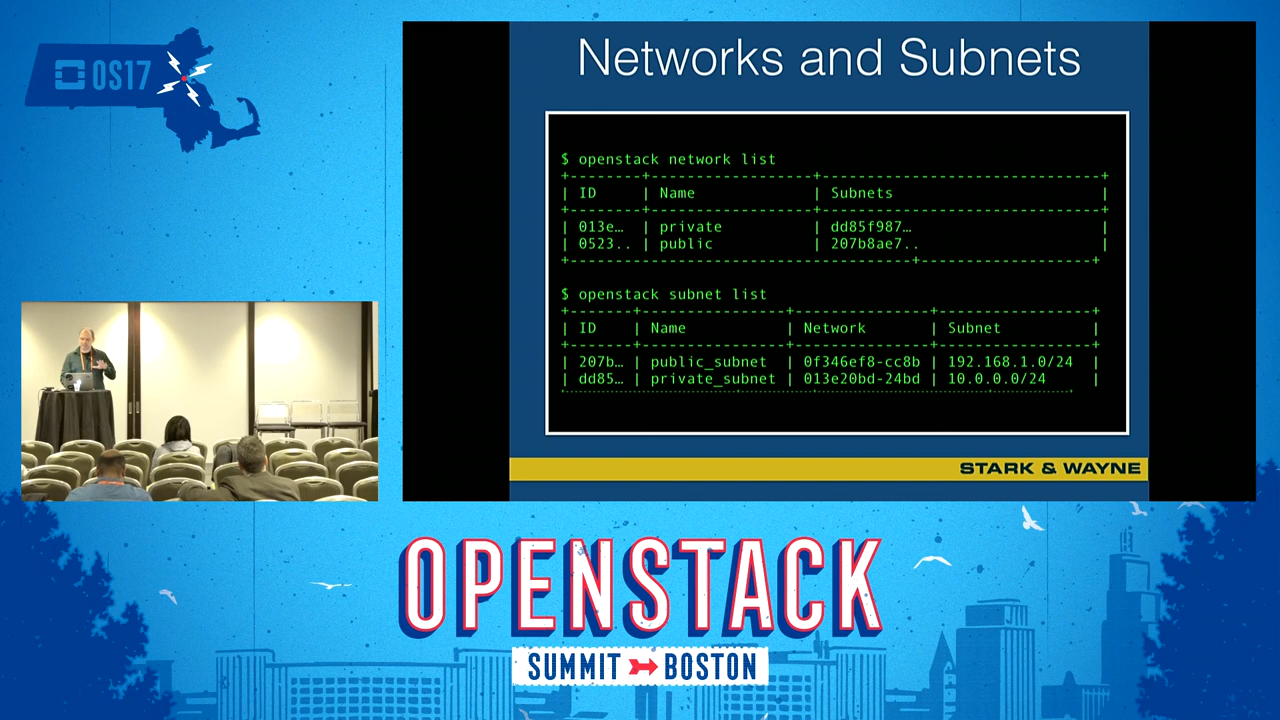 OS17
Networks and Subnets
$ openstack network list
+--------+-------------------+--------------------------------+
| ID | Name | Subnets |
+--------+-------------------+--------------------------------+
| 013e… | private | dd85f987… |
| 0523.. | public | 207b8ae7.. |
+---------------------------------------+-------------------+
$ openstack subnet list
+-------+----------------+---------------+-----------------+
| ID | Name | Network | Subnet |
+-------+----------------+---------------+-----------------+
| 207b… | public_subnet | 0f346ef8-cc8b | 192.168.1.0/24 |
| dd85… | private_subnet | 013e20bd-24bd | 10.0.0.0/24 |
STARK & WAYNE
OPENSTACK
SUMMIT BOSTON